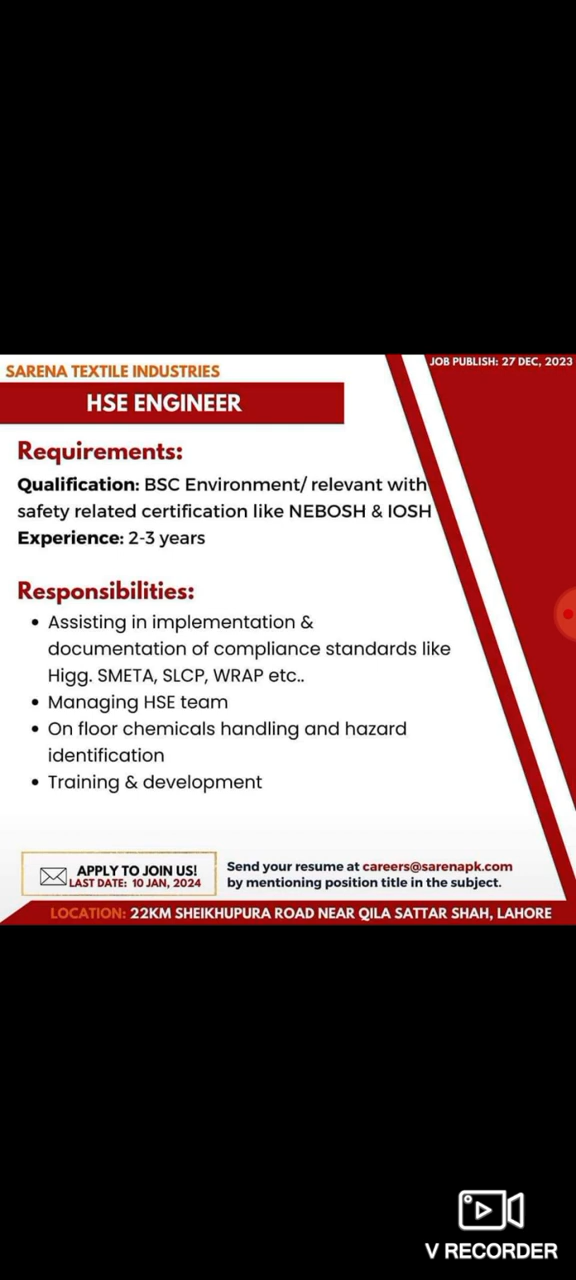 JOB PUBLISH: 27 DEC, 2023
SARENA TEXTILE INDUSTRIES
HSE ENGINEER
Requirements:
Qualification: BSC Environment/ relevant with
safety related certification like NEBOSH & IOSH
Experience: 2-3 years
Responsibilities:
• Assisting in implementation &
documentation of compliance standards like
Higg. SMETA, SLCP, WRAP etc..
• Managing HSE team
• On floor chemicals handling and hazard
identification
• Training & development
APPLY TO JOIN US!
LAST DATE: 10 JAN, 2024
Send your resume at careers@sarenapk.com
by mentioning position title in the subject.
LOCATION: 22KM SHEIKHUPURA ROAD NEAR QILA SATTAR SHAH, LAHORE
V RECORDER